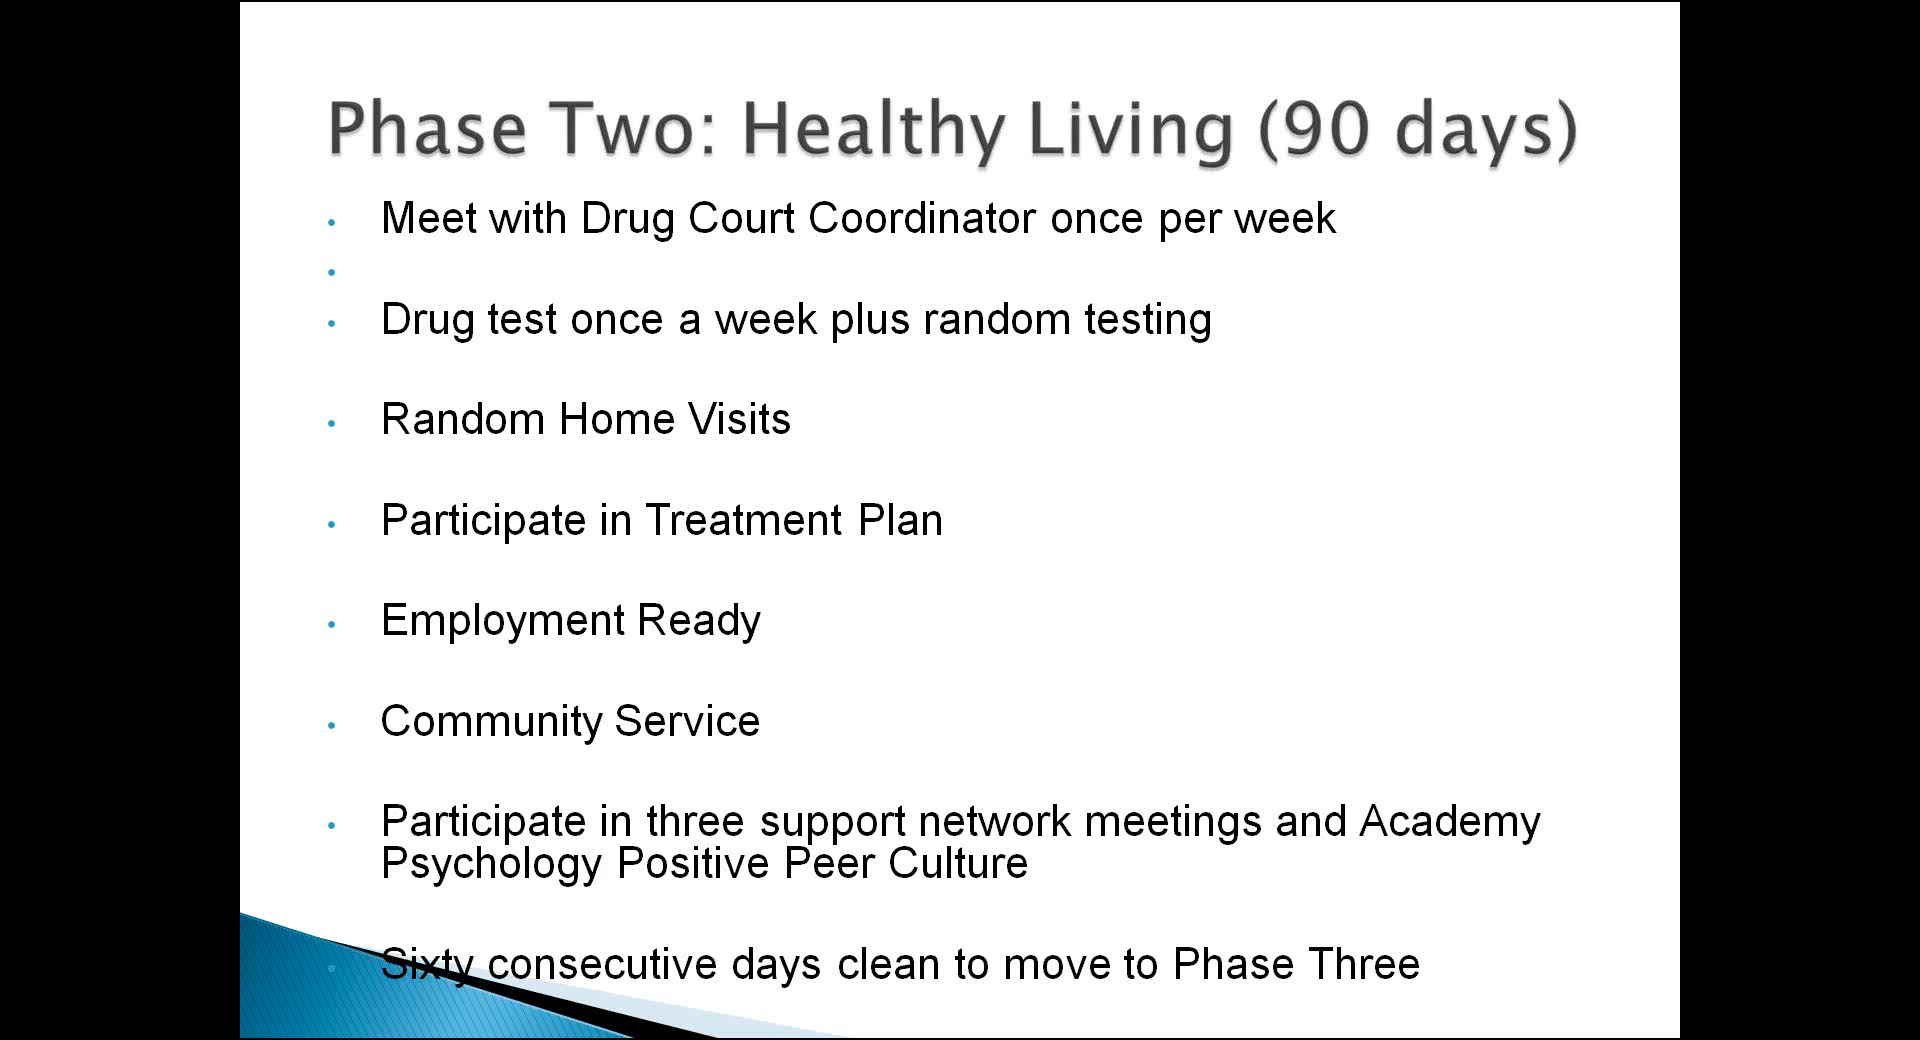 Phase Two: Healthy Living (90 days)
• Meet with Drug Court Coordinator once per week
•
• Drug test once a week plus random testing
• Random Home Visits
• Participate in Treatment Plan
• Employment Ready
• Community Service
• Participate in three support network meetings and Academy
Psychology Positive Peer Culture
• Sixty consecutive days clean to move to Phase Three